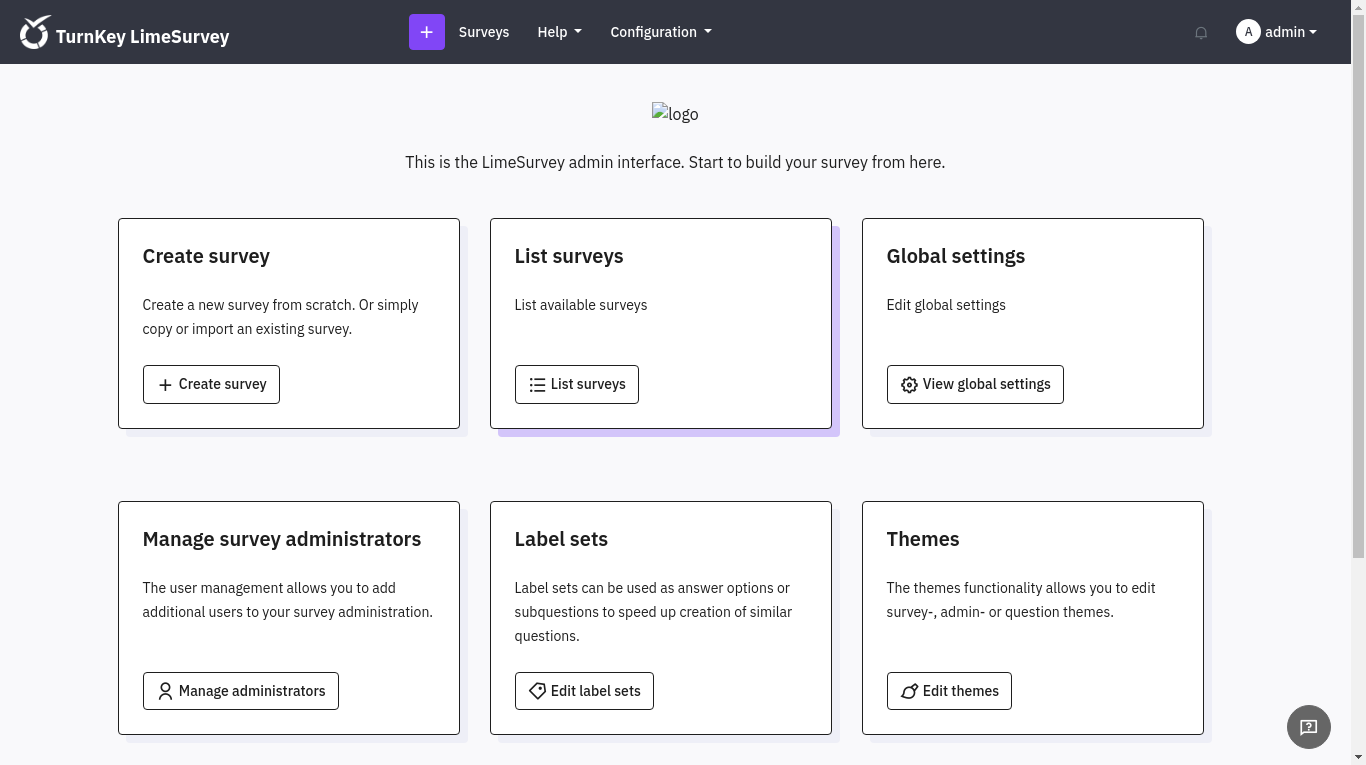 TurnKey LimeSurvey
Surveys
Help
Configuration
A
admin
logo
This is the LimeSurvey admin interface. Start to build your survey from here.
Create survey
Create a new survey from scratch. Or simply
copy or import an existing survey.
Create survey
List surveys
List available surveys
List surveys
Global settings
Edit global settings
View global settings
Manage survey administrators
The user management allows you to add
additional users to your survey administration.
Manage administrators
Label sets
Label sets can be used as answer options or
subquestions to speed up creation of similar
questions.
Edit label sets
Themes
The themes functionality allows you to edit
survey-, admin- or question themes.
Edit themes